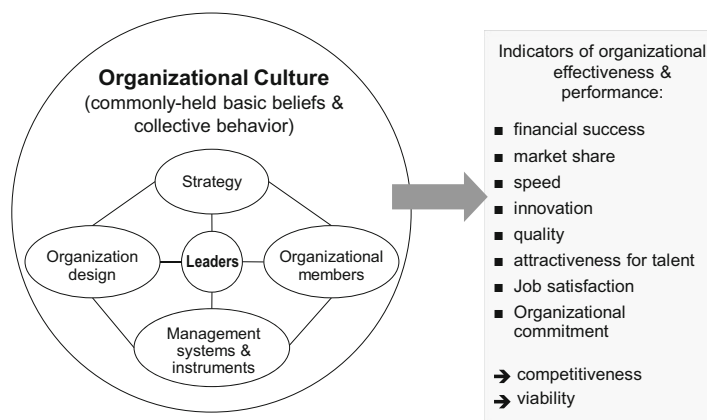 Organizational Culture
(commonly-held basic beliefs &
collective behavior)
Strategy
Organization
design
Leaders
Organizational
members
Management
systems &
instruments
Indicators of organizational
effectiveness &
performance:
■ financial success
■ market share
■ speed
■ innovation
■ quality
■ attractiveness for talent
■ Job satisfaction
■ Organizational
commitment
➔ competitiveness
➔ viability